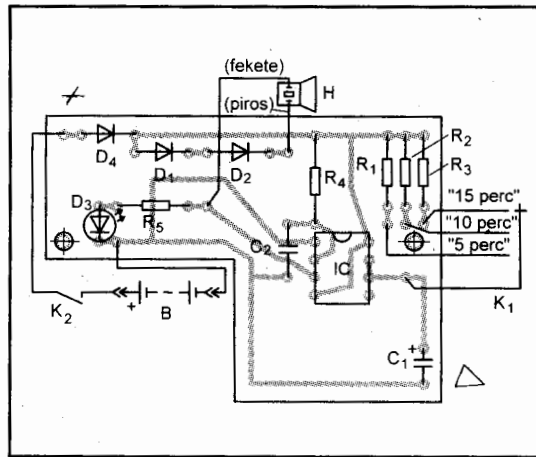 (fekete)
H
(piros)
+
D4
D1
D2
R2
R1
R3
R4
"15 perc"
D3
R5
"10 perc"
"5 perc"
C2
IC
K2
+
B
K1
C1
+